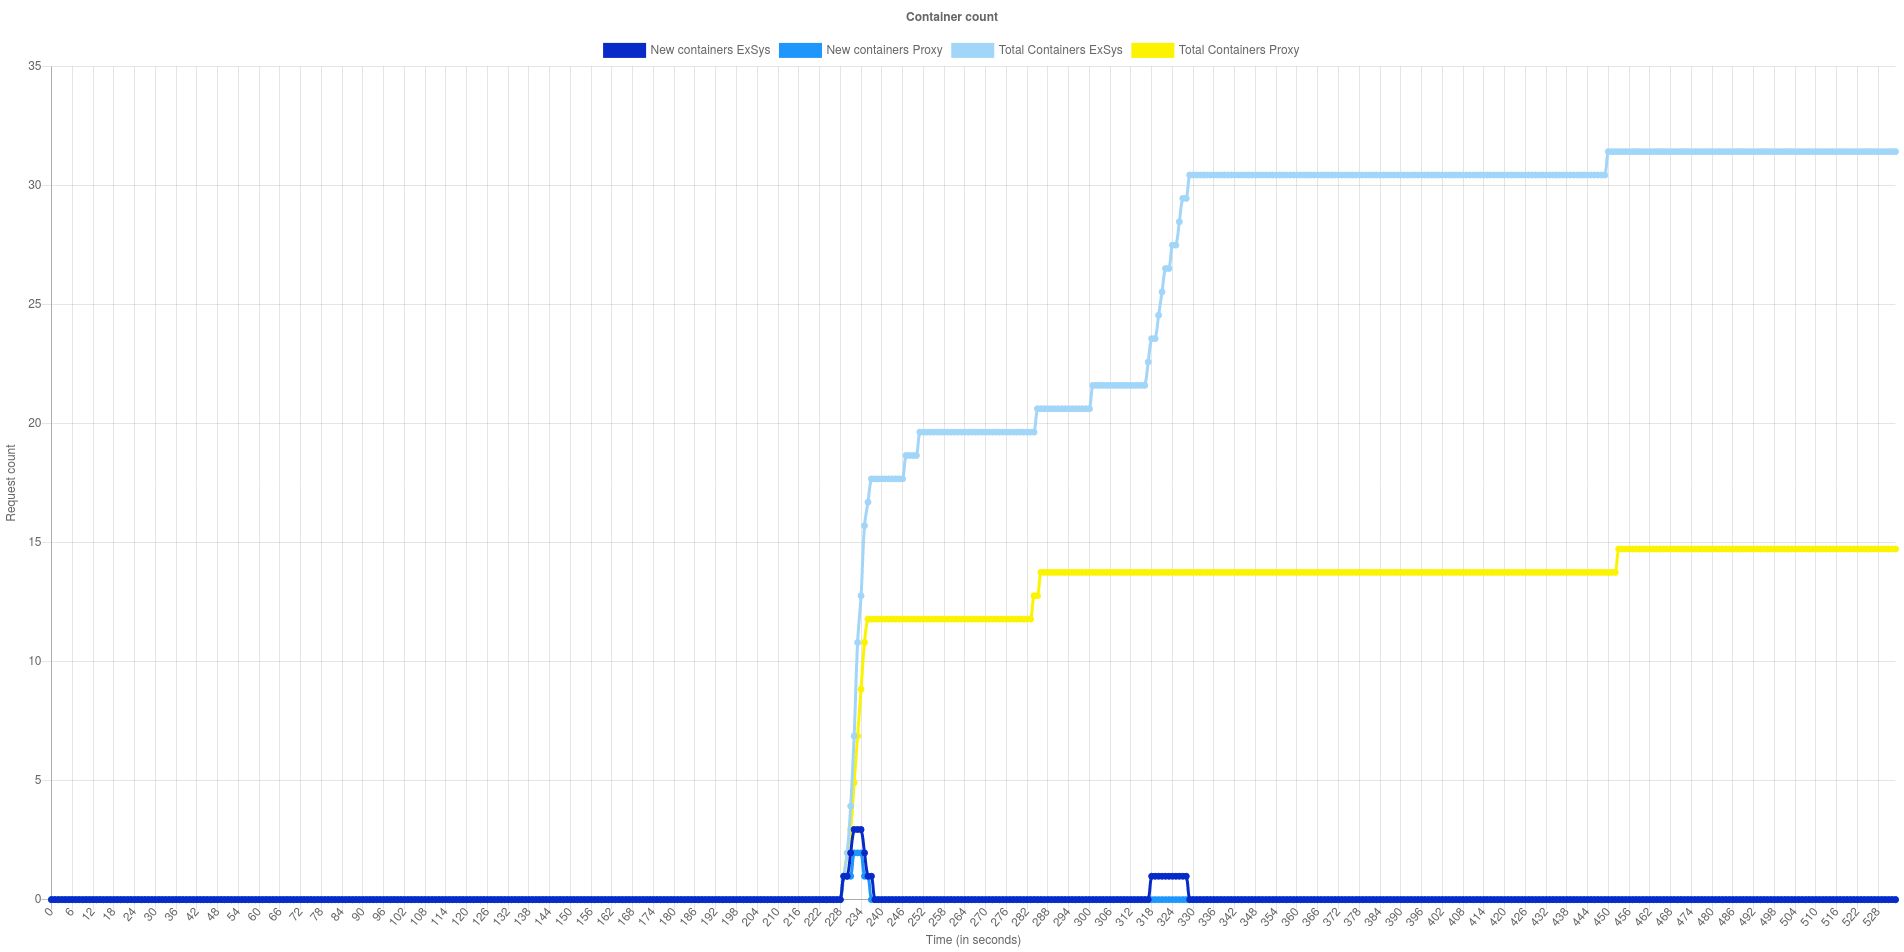 Container count
New containers ExSys New containers Proxy Total Containers ExSys Total Containers Proxy
35
30
25
20
15
10
5
0
Request count
0 6 12 18 24 30 36 42 48 54 60 66 72 78 84 90 96 102 108 114 120 126 132 138 144 150 156 162 168 174 180 186 192 198 204 210 216 222 228 234 240 246 252 258 264 270 276 282 288 294 300 306 312 318 324 330 336 342 348 354 360 366 372 378 384 390 396 402 408 414 420 426 432 438 444 450 456 462 468 474 480 486 492 498 504 510 516 522 528
Time (in seconds)